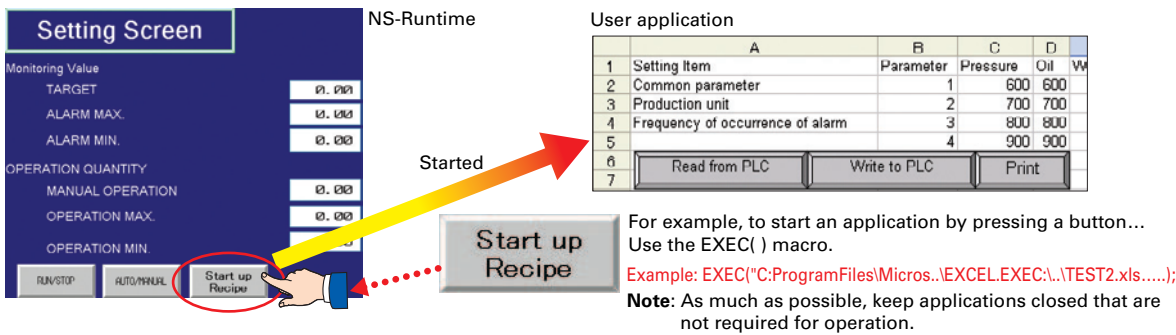 Setting Screen
NS-Runtime
Monitoring Value
TARGET 0.00
ALARM MAX. 0.00
ALARM MIN. 0.00
OPERATION QUANTITY
MANUAL OPERATION 0.00
OPERATION MAX. 0.00
OPERATION MIN. 0
RUN/STOP AUTO/MANUAL Start up
Recipe
Started
User application
A B C D
1 Setting Item Parameter Pressure Oil
2 Common parameter 1 600 600
3 Production unit 2 700 700
4 Frequency of occurrence of alarm 3 800 800
5 4 900 900
6 Read from PLC Write to PLC Print
7
Start up
Recipe
For example, to start an application by pressing a button…
Use the EXEC( ) macro.
Example: EXEC("C:ProgramFiles\Micros..\EXCEL.EXEC:\..\TEST2.xls.....);
Note: As much as possible, keep applications closed that are
not required for operation.